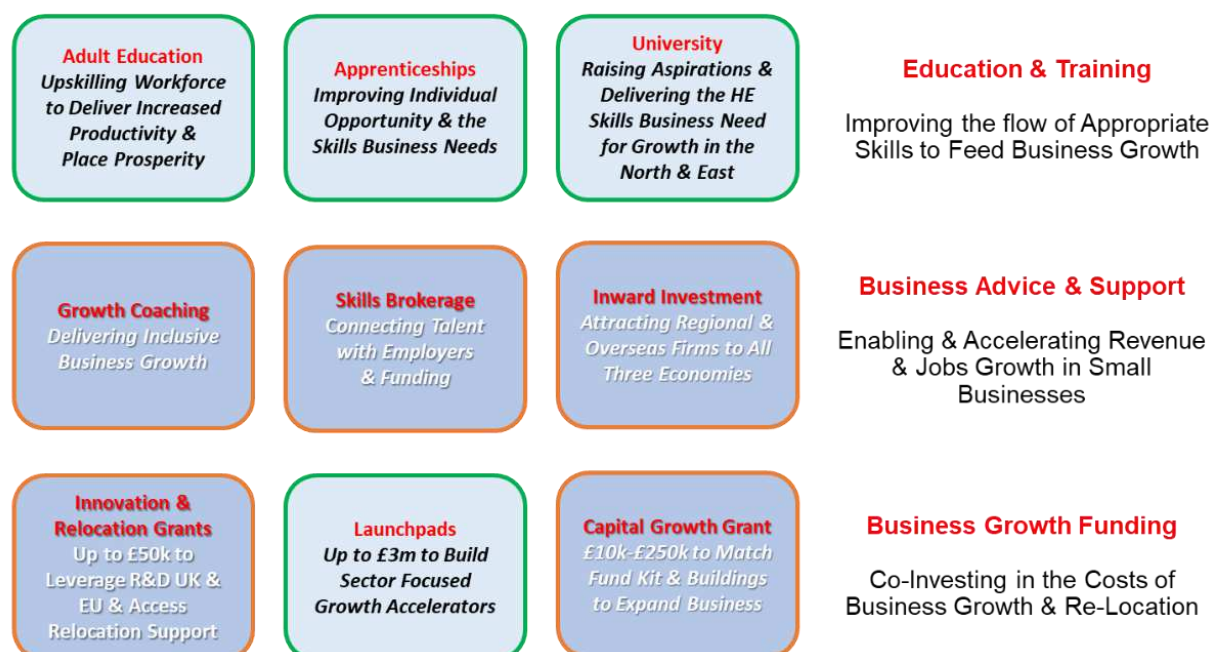 Adult Education
Upskilling Workforce
to Deliver Increased
Productivity &
Place Prosperity
Apprenticeships
Improving Individual
Opportunity & the
Skills Business Needs
University
Raising Aspirations &
Delivering the HE
Skills Business Need
for Growth in the
North & East
Education & Training
Improving the flow of Appropriate
Skills to Feed Business Growth
Growth Coaching
Delivering Inclusive
Business Growth
Skills Brokerage
Connecting Talent
with Employers
& Funding
Inward Investment
Attracting Regional &
Overseas Firms to All
Three Economies
Business Advice & Support
Enabling & Accelerating Revenue
& Jobs Growth in Small
Businesses
Innovation &
Relocation Grants
Up to £50k to
Leverage R&D UK &
EU & Access
Relocation Support
Launchpads
Up to £3m to Build
Sector Focused
Growth Accelerators
Capital Growth Grant
£10k-£250k to Match
Fund Kit & Buildings
to Expand Business
Business Growth Funding
Co-Investing in the Costs of
Business Growth & Re-Location